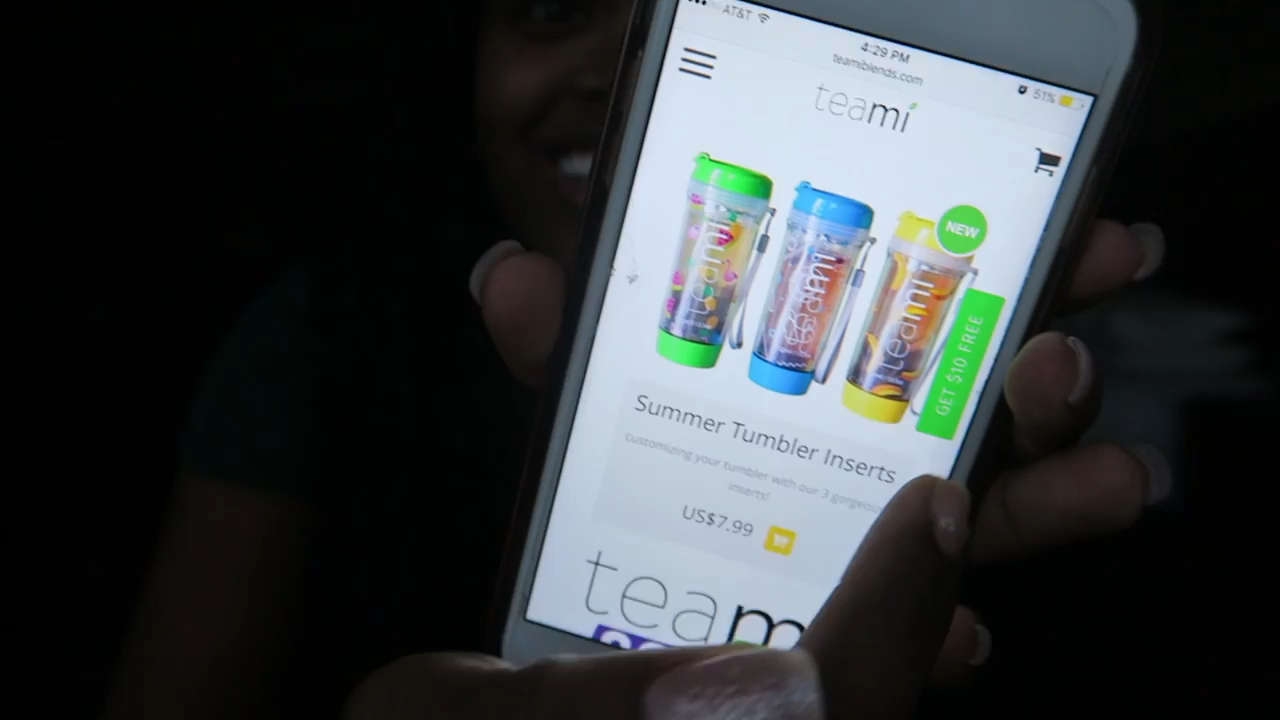 AT&T
4:29 PM
51%
teamiblends.com
teami
NEW
teami
teami
teami
GET $10 FREE
Summer Tumbler Inserts
customizing your tumbler with our 3 gorgeous
inserts!
US$7.99
team